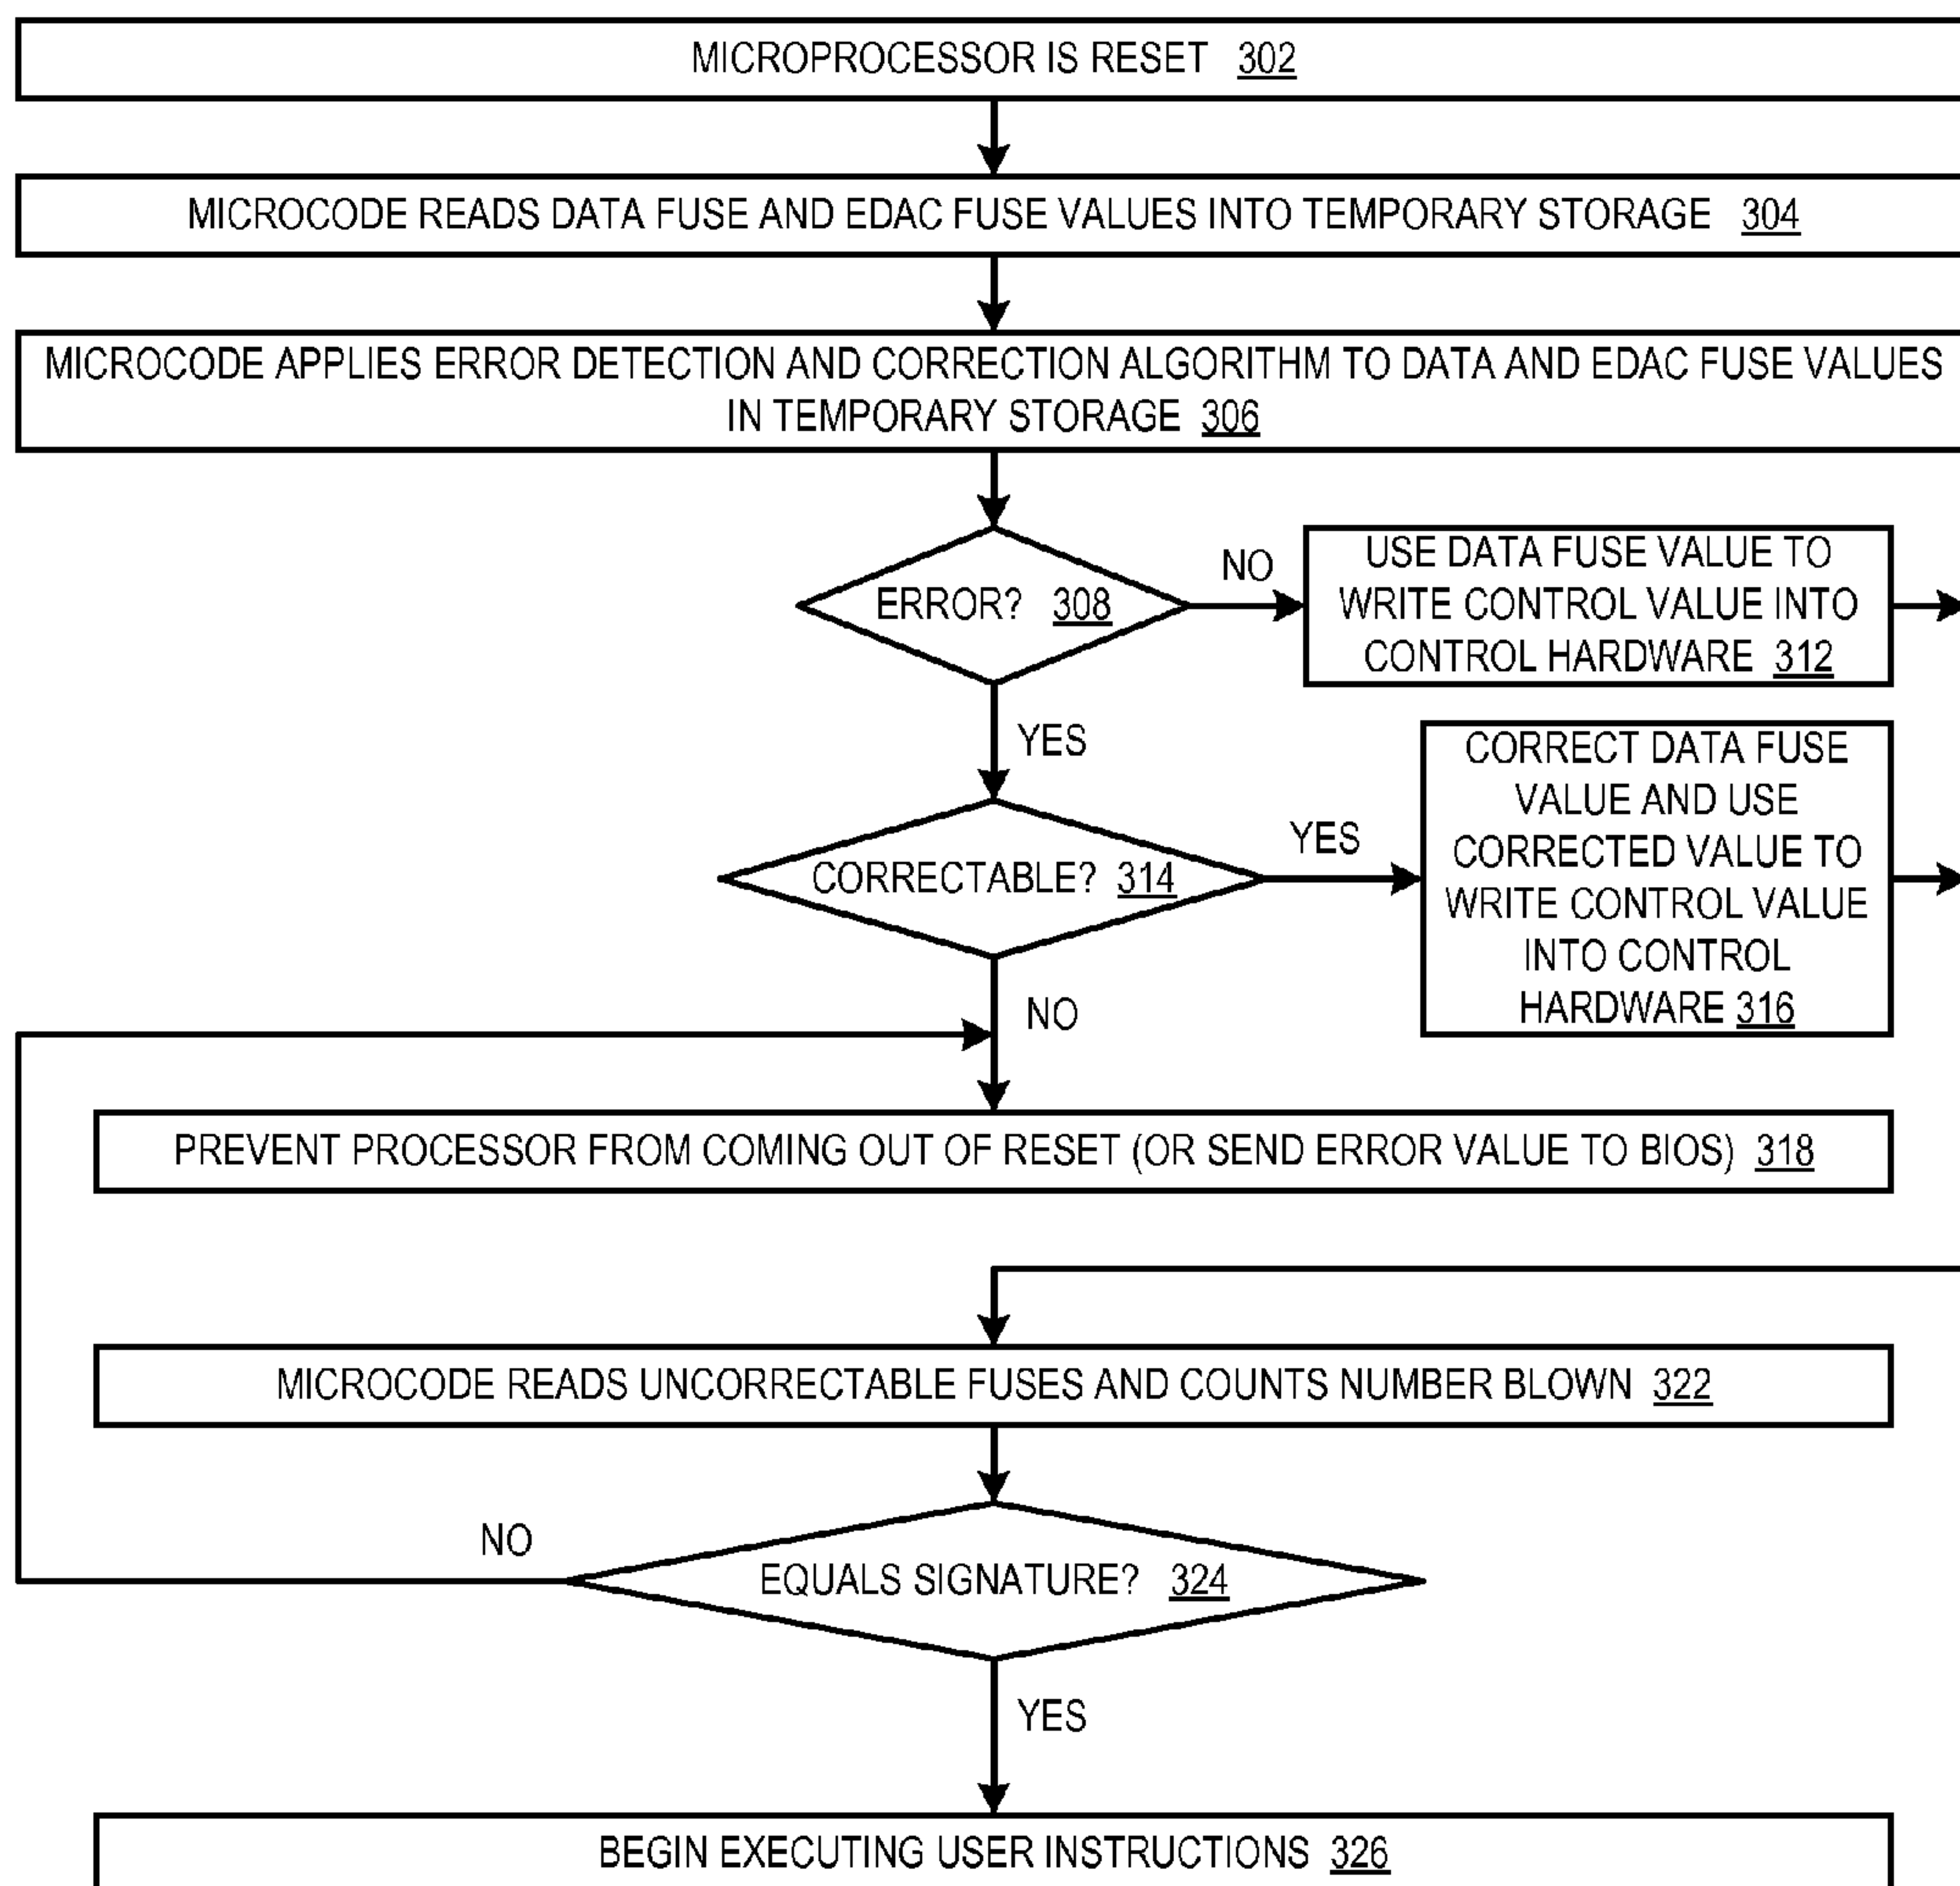 MICROPROCESSOR IS RESET 302
MICROCODE READS DATA FUSE AND EDAC FUSE VALUES INTO TEMPORARY STORAGE 304
MICROCODE APPLIES ERROR DETECTION AND CORRECTION ALGORITHM TO DATA AND EDAC FUSE VALUES
IN TEMPORARY STORAGE 306
ERROR? 308
NO
USE DATA FUSE VALUE TO
WRITE CONTROL VALUE INTO
CONTROL HARDWARE 312
YES
CORRECTABLE? 314
YES
CORRECT DATA FUSE
VALUE AND USE
CORRECTED VALUE TO
WRITE CONTROL VALUE
INTO CONTROL
HARDWARE 316
NO
PREVENT PROCESSOR FROM COMING OUT OF RESET (OR SEND ERROR VALUE TO BIOS) 318
MICROCODE READS UNCORRECTABLE FUSES AND COUNTS NUMBER BLOWN 322
NO
EQUALS SIGNATURE? 324
YES
BEGIN EXECUTING USER INSTRUCTIONS 326